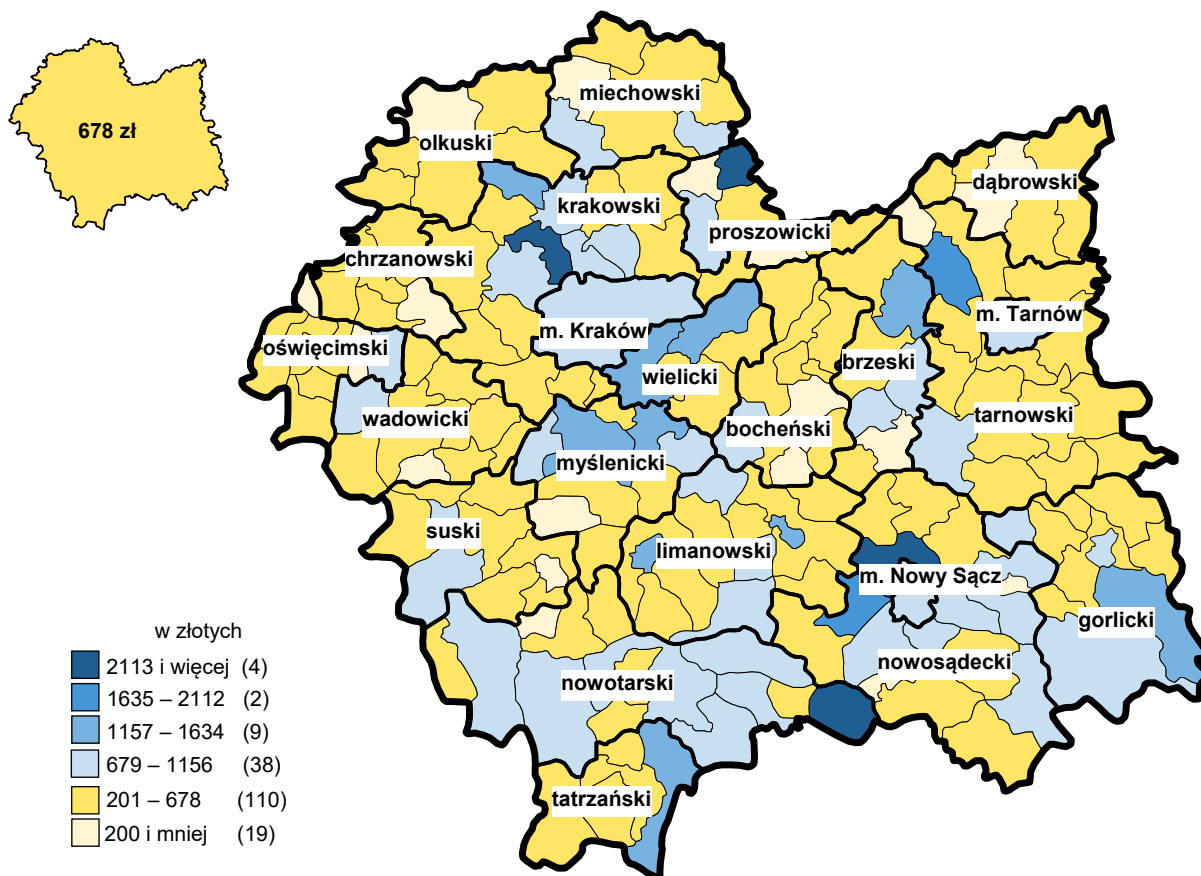 678 zł
miechowski
olkuski
dąbrowski
krakowski
proszowicki
chrzanowski
m. Kraków
m. Tarnów
oświęcimski
wielicki
brzeski
wadowicki
bocheński
tarnowski
myślenicki
suski
limanowski
m. Nowy Sącz
gorlicki
nowosądecki
nowotarski
tatrzański
w złotych
2113 i więcej (4)
1635 – 2112 (2)
1157 – 1634 (9)
679 – 1156 (38)
201 – 678 (110)
200 i mniej (19)